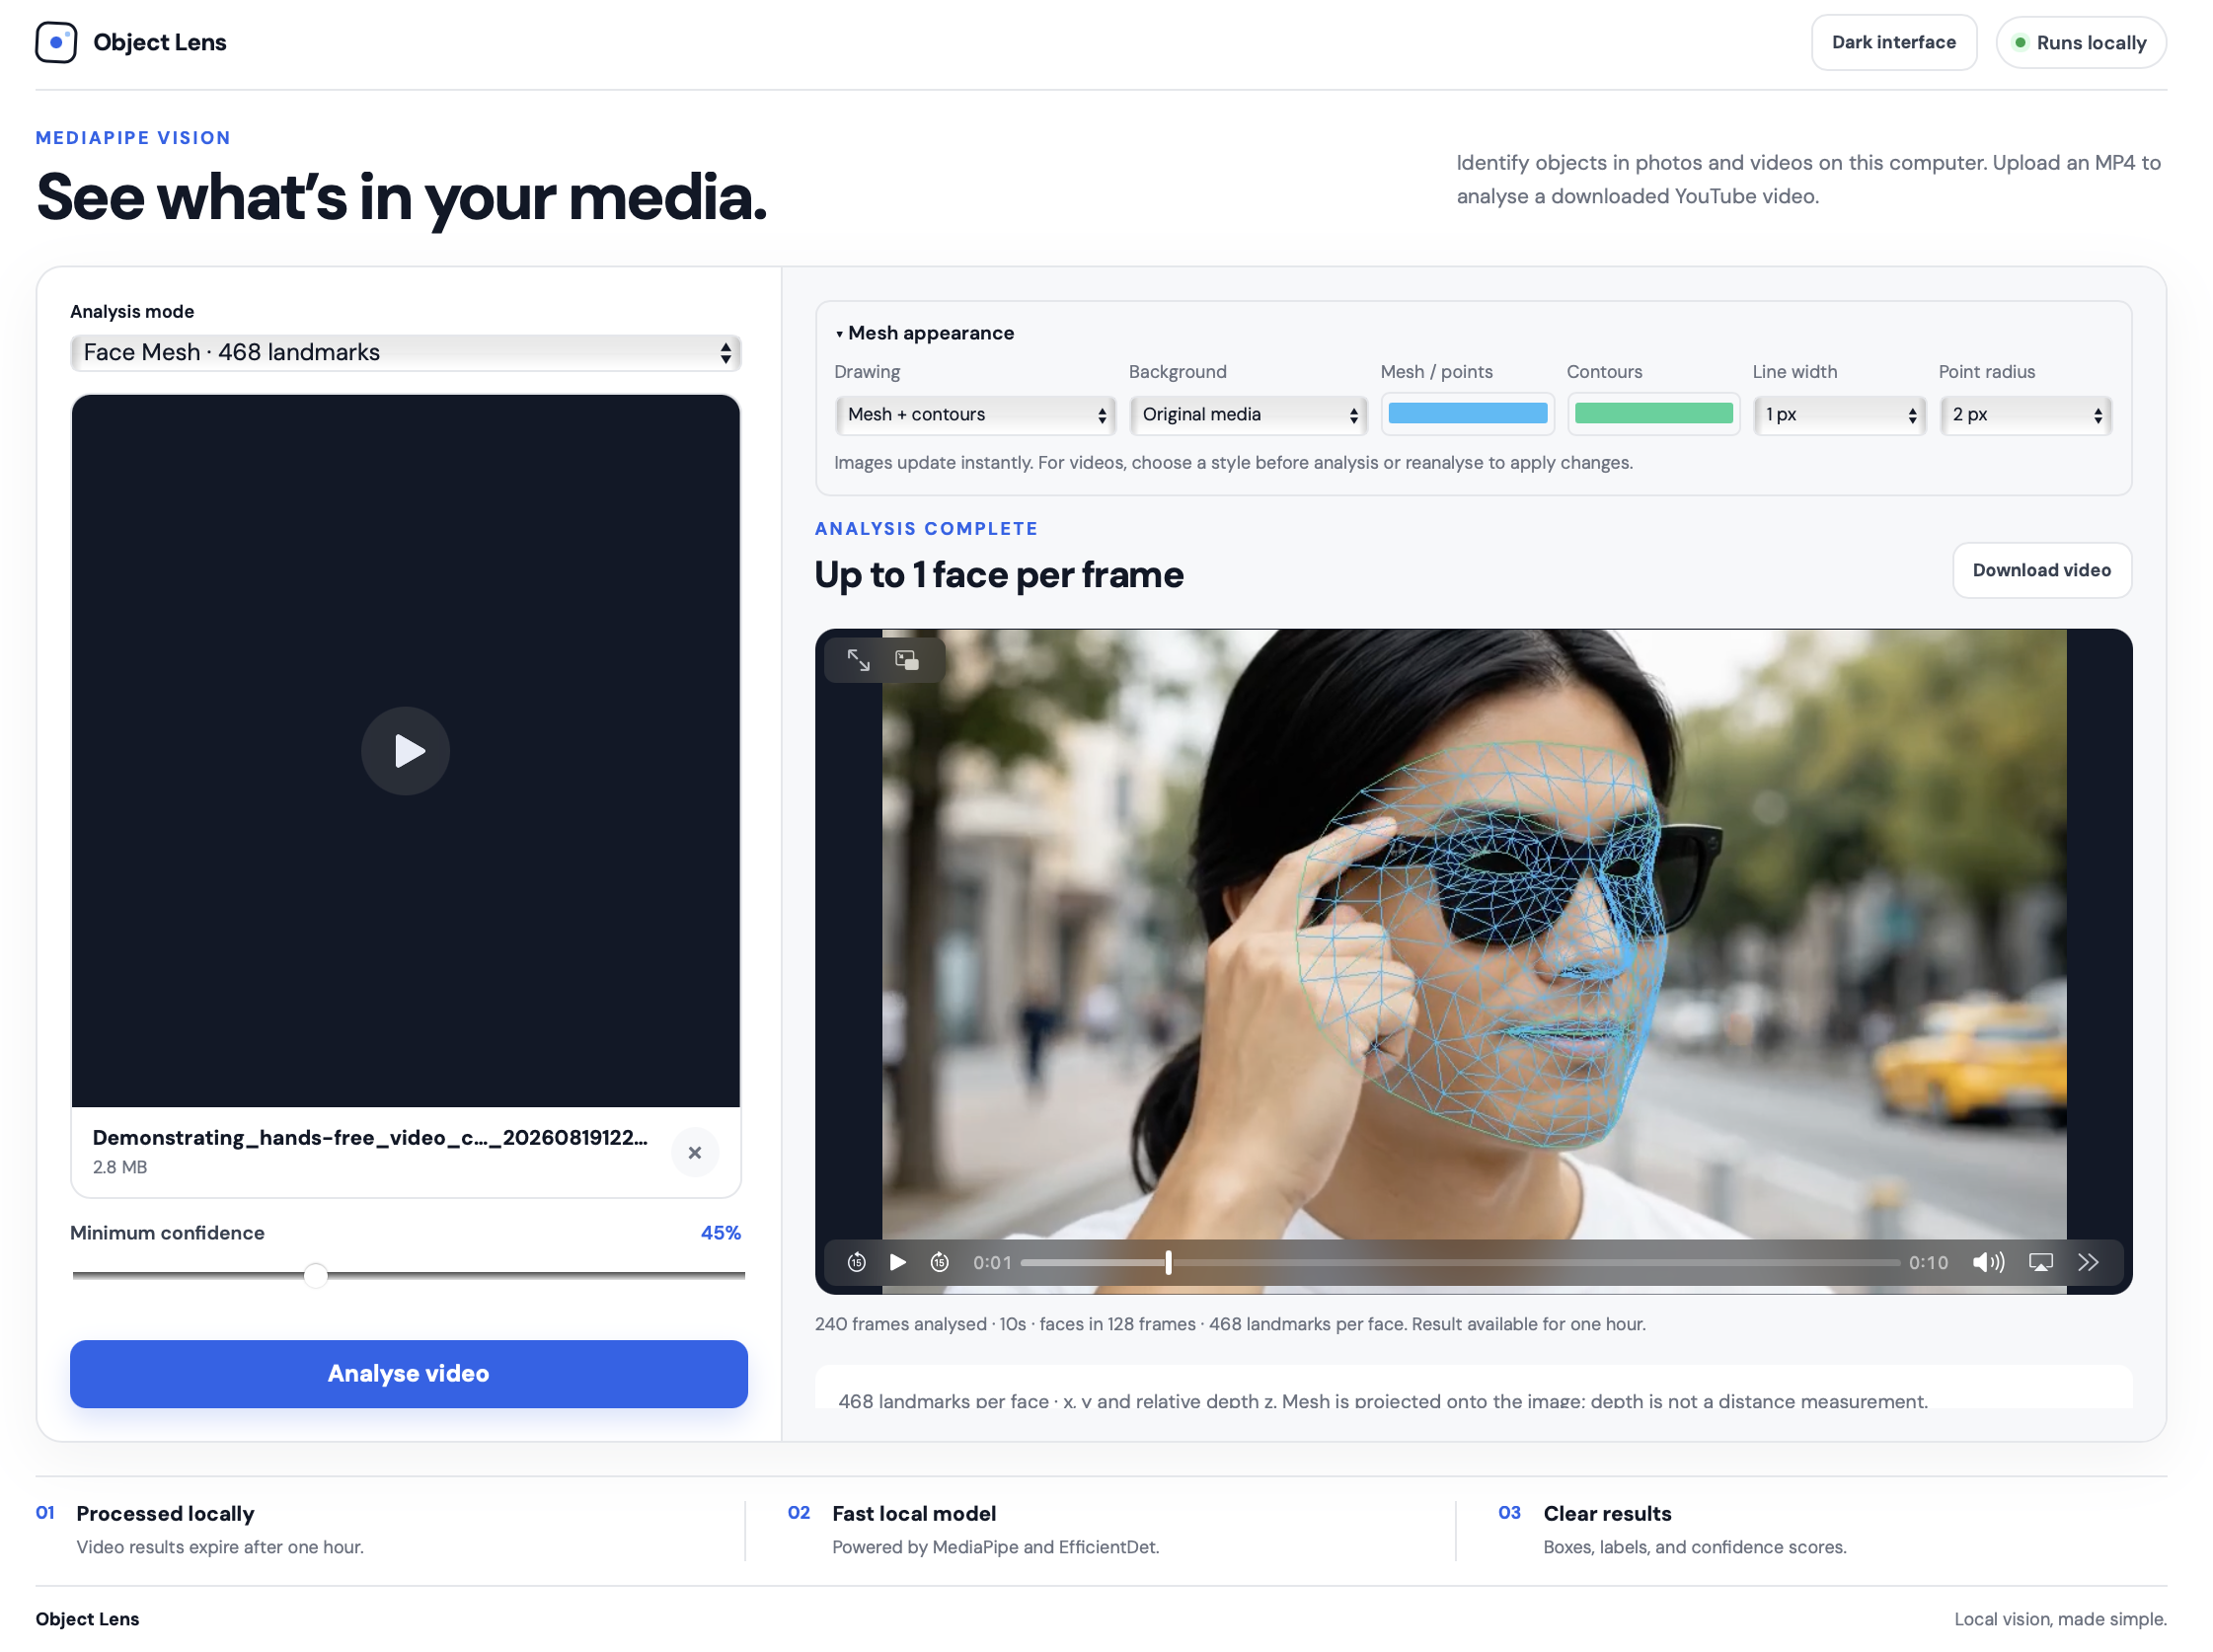 Object Lens
Dark interface
Runs locally
MEDIAPIPE VISION
See what’s in your media.
Identify objects in photos and videos on this computer. Upload an MP4 to
analyse a downloaded YouTube video.
Analysis mode
Face Mesh · 468 landmarks
Demonstrating_hands-free_video_c..._20260819122...
2.8 MB
Minimum confidence
45%
Analyse video
Mesh appearance
Drawing
Background
Mesh / points
Contours
Line width
Point radius
Mesh + contours
Original media
1 px
2 px
Images update instantly. For videos, choose a style before analysis or reanalyse to apply changes.
ANALYSIS COMPLETE
Up to 1 face per frame
Download video
15
15
0:01
0:10
240 frames analysed · 10s · faces in 128 frames · 468 landmarks per face. Result available for one hour.
468 landmarks per face · x, y and relative depth z. Mesh is projected onto the image; depth is not a distance measurement.
01
Processed locally
Video results expire after one hour.
02
Fast local model
Powered by MediaPipe and EfficientDet.
03
Clear results
Boxes, labels, and confidence scores.
Object Lens
Local vision, made simple.